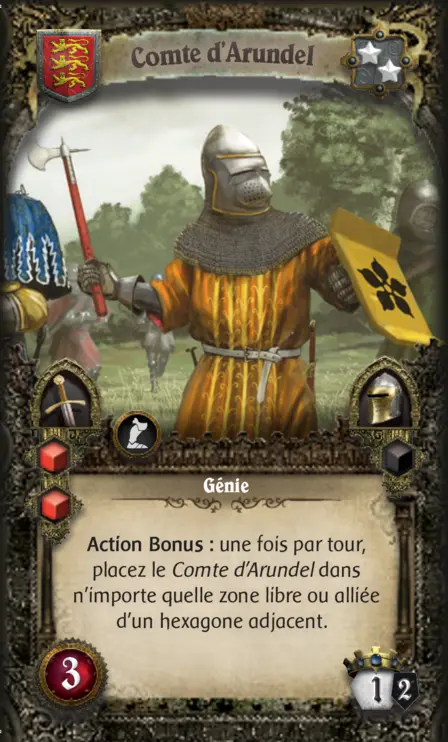 Comte d'Arundel
Génie
Action Bonus : une fois par tour,
placez le Comte d'Arundel dans
n'importe quelle zone libre ou alliée
d'un hexagone adjacent.
3
1 2